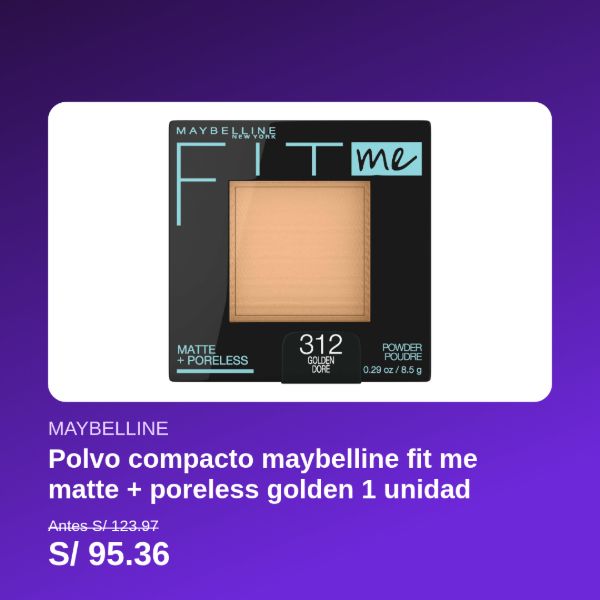 MAYBELLINE
NEW YORK
FIT me
MATTE
+ PORELESS
312
GOLDEN
DORÉ
POWDER
POUDRE
0.29 oz / 8.5 g
MAYBELLINE
Polvo compacto maybelline fit me
matte + poreless golden 1 unidad
Antes S/ 123.97
S/ 95.36